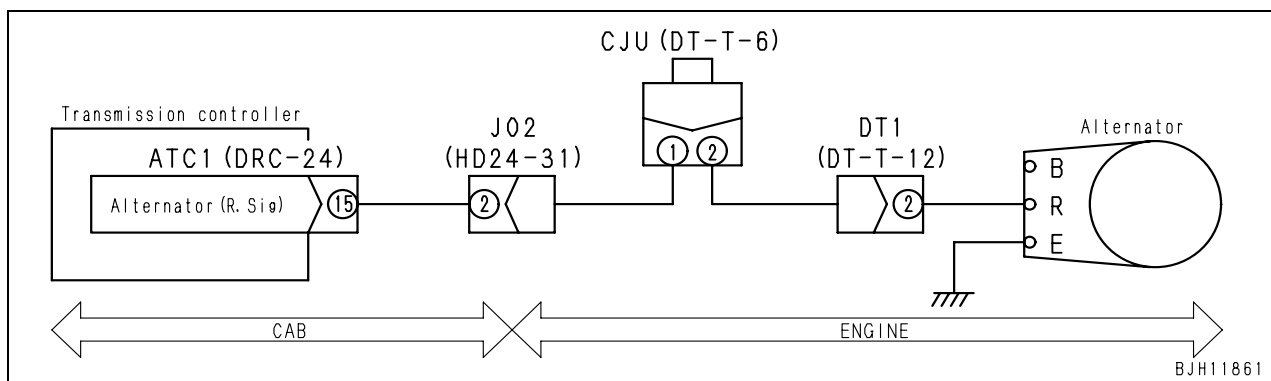 CJU (DT-T-6)
Transmission controller
ATC1 (DRC-24)
Alternator (R. Sig)
15
J02
(HD24-31)
2
1
2
DT1
(DT-T-12)
2
Alternator
B
R
E
CAB
ENGINE
BJH11861